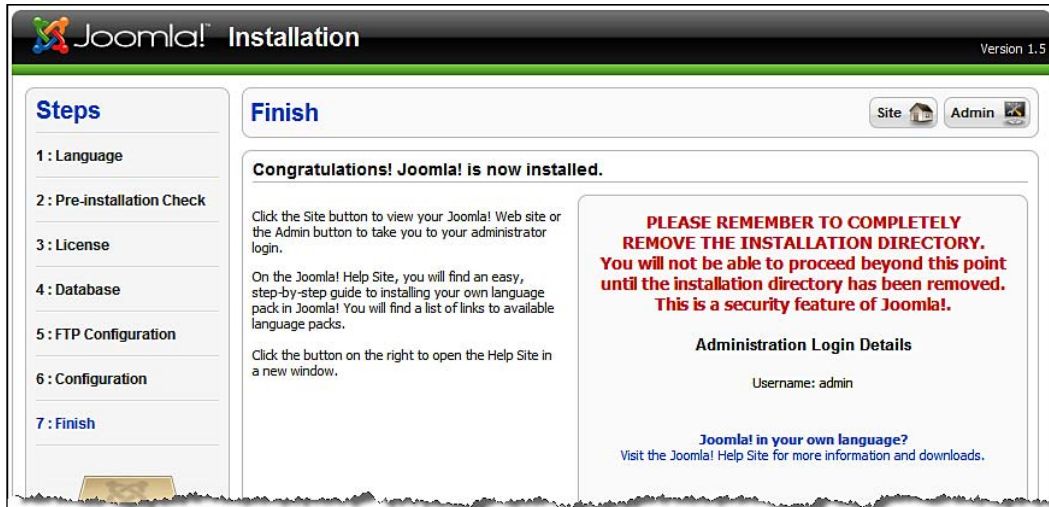 Joomla! Installation
Version 1.5
Steps
1 : Language
2 : Pre-installation Check
3 : License
4 : Database
5 : FTP Configuration
6 : Configuration
7 : Finish
Finish
Site
Admin
Congratulations! Joomla! is now installed.
Click the Site button to view your Joomla! Web site or
the Admin button to take you to your administrator
login.
On the Joomla! Help Site, you will find an easy,
step-by-step guide to installing your own language
pack in Joomla! You will find a list of links to available
language packs.
Click the button on the right to open the Help Site in
a new window.
PLEASE REMEMBER TO COMPLETELY
REMOVE THE INSTALLATION DIRECTORY.
You will not be able to proceed beyond this point
until the installation directory has been removed.
This is a security feature of Joomla!.
Administration Login Details
Username: admin
Joomla! in your own language?
Visit the Joomla! Help Site for more information and downloads.